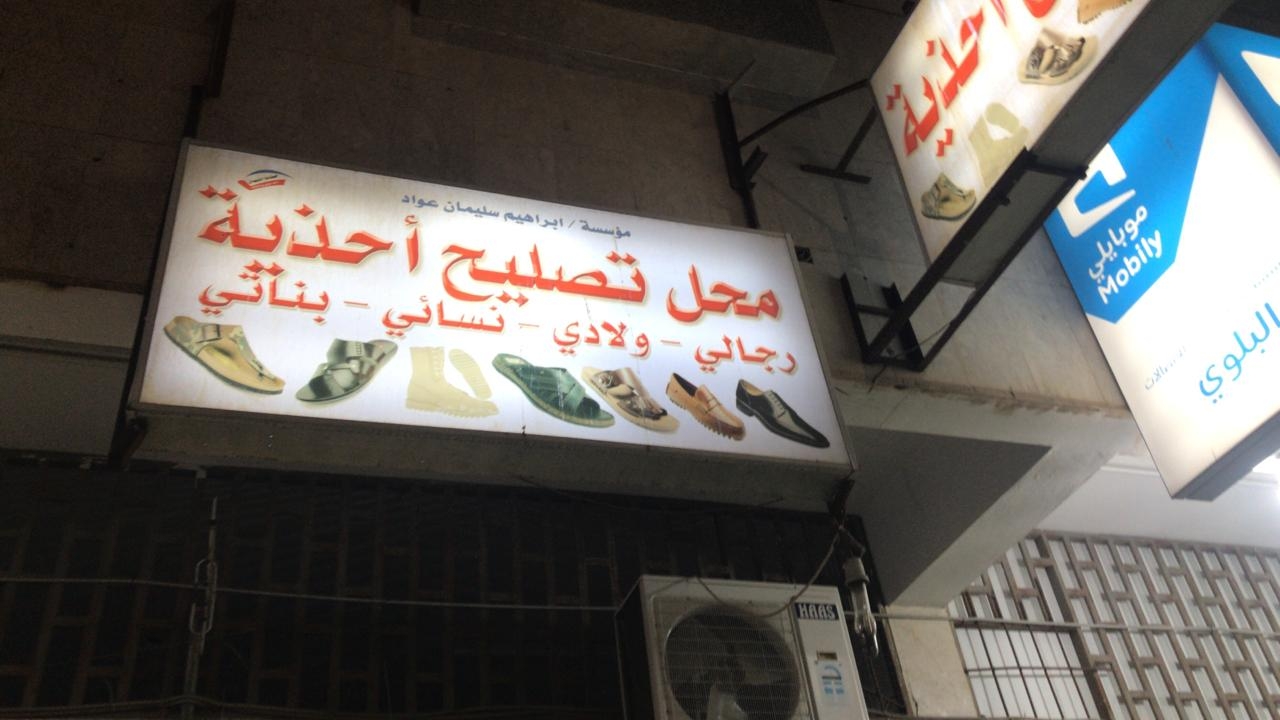 مؤسسة / ابراهيم سليمان عواد
محل تصليح أحذية
رجالي - ولادي - نسائي - بناتي
أحذية
موبايلي
Mobily
البلوي
HAAS